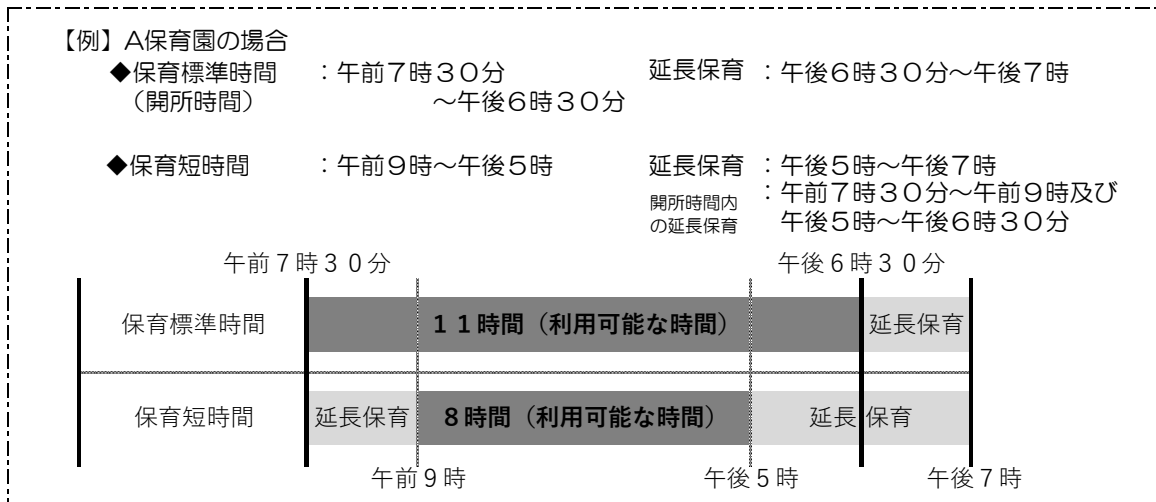 【例】A保育園の場合
◆保育標準時間 ：午前７時３０分 延長保育 ：午後６時３０分～午後７時
（開所時間） ～午後６時３０分
◆保育短時間 ：午前９時～午後５時 延長保育 ：午後５時～午後７時
開所時間内 ：午前７時３０分～午前９時及び
の延長保育 午後５時～午後６時３０分
午前７時３０分 午後６時３０分
保育標準時間 １１時間（利用可能な時間） 延長保育
保育短時間 延長保育 ８時間（利用可能な時間） 延長保育
午前９時 午後５時 午後７時